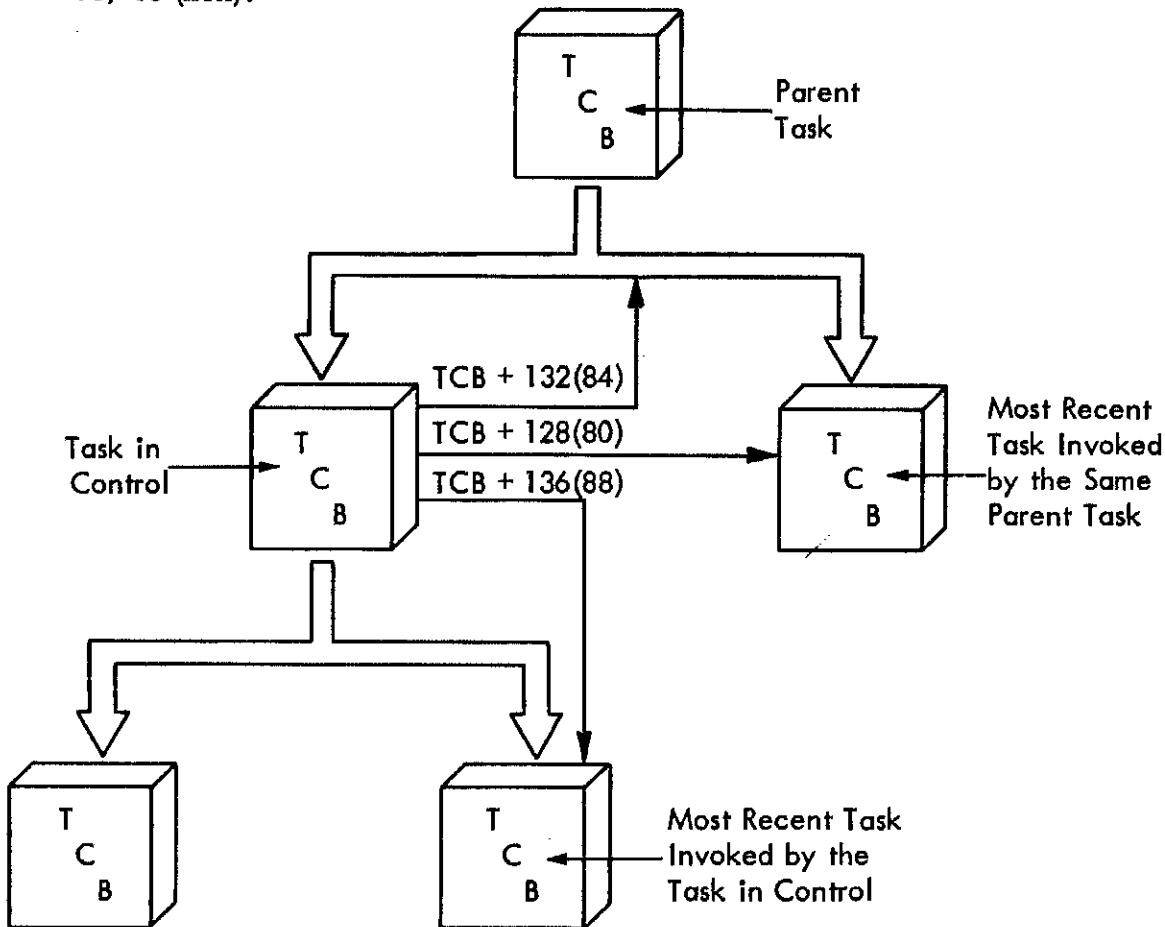 T
C
B
Parent
Task
TCB + 132(84)
TCB + 128(80)
TCB + 136(88)
Task in
Control
T
C
B
T
C
B
Most Recent
Task Invoked
by the Same
Parent Task
T
C
B
T
C
B
Most Recent Task
Invoked by the
Task in Control